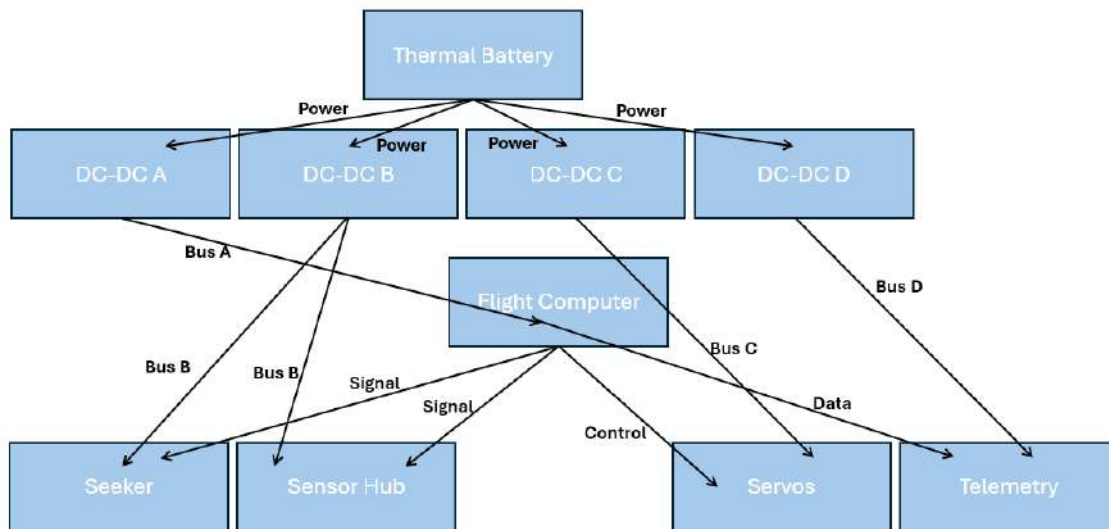 Thermal Battery
Power
Power
Power
Power
DC-DC A
DC-DC B
DC-DC C
DC-DC D
Bus A
Flight Computer
Bus D
Bus B
Bus B
Signal
Signal
Bus C
Control
Data
Seeker
Sensor Hub
Servos
Telemetry